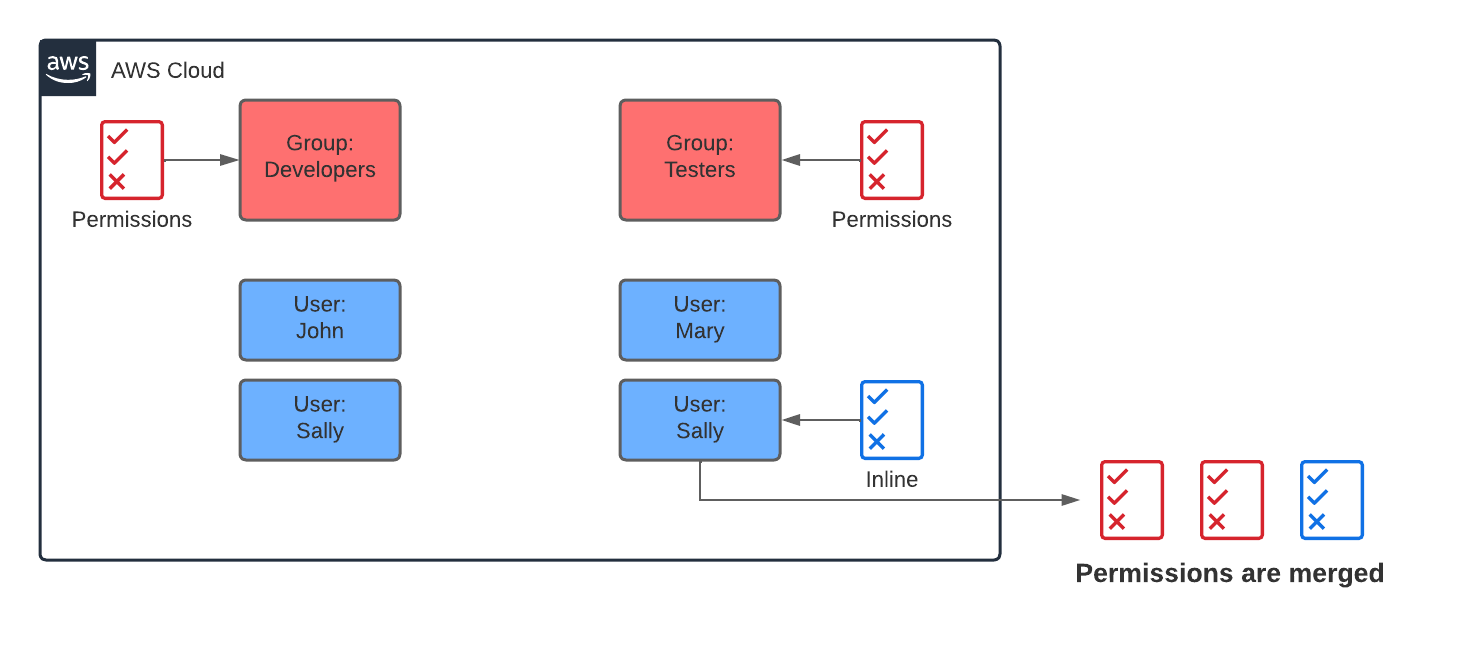 aws
AWS Cloud
Group:
Developers
Permissions
Group:
Testers
Permissions
User:
John
User:
Mary
User:
Sally
User:
Sally
Inline
Permissions are merged